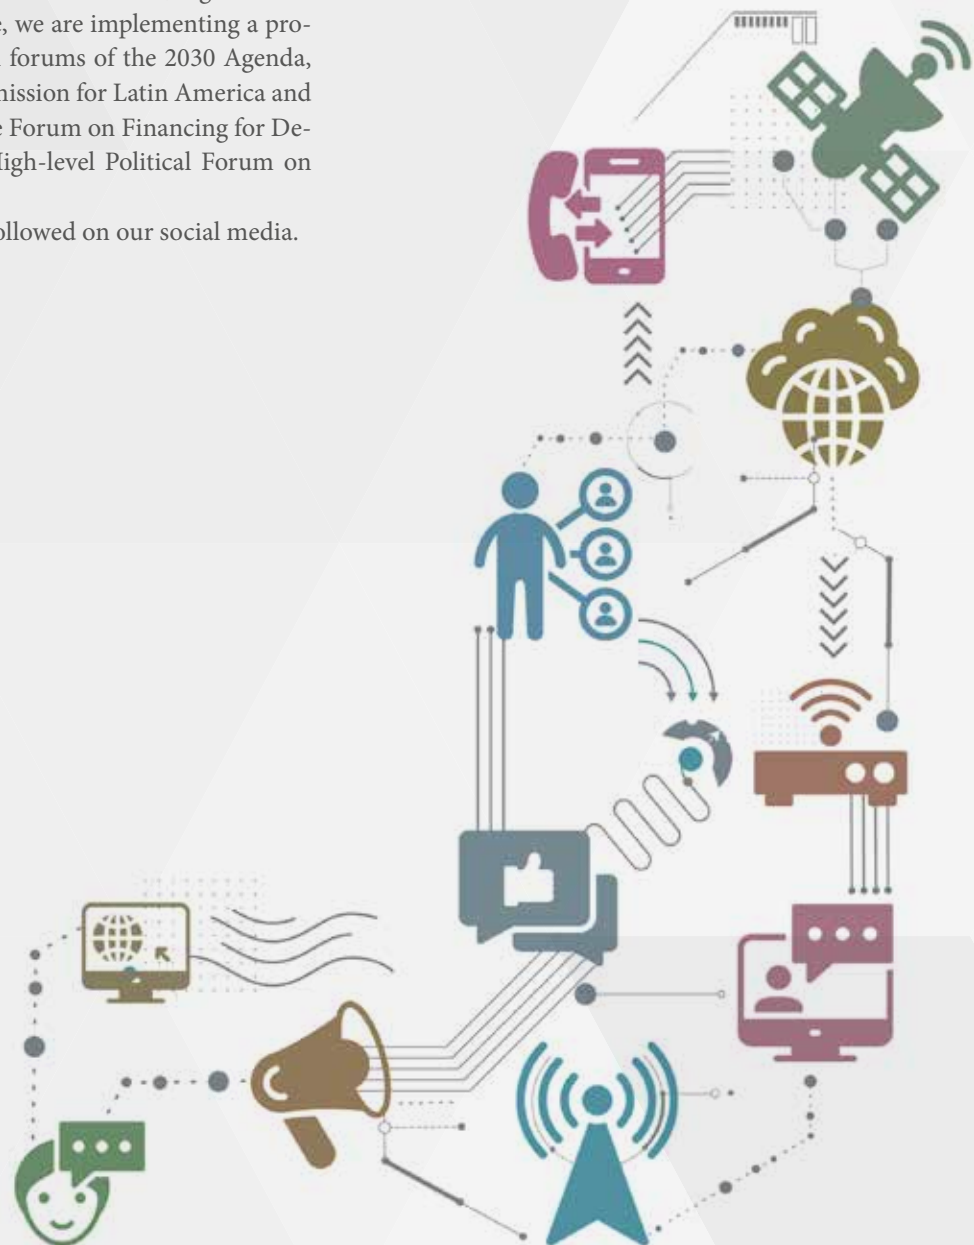 e, we are implementing a pro-
forums of the 2030 Agenda,
mission for Latin America and
e Forum on Financing for De-
High-level Political Forum on
ollowed on our social media.